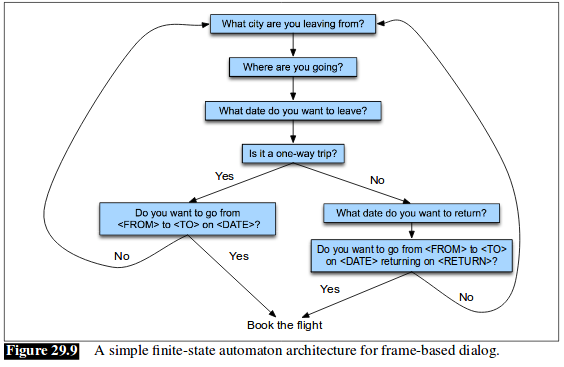 What city are you leaving from?
Where are you going?
What date do you want to leave?
Is it a one-way trip?
Yes
No
Do you want to go from
<FROM> to <TO> on <DATE>?
What date do you want to return?
Do you want to go from <FROM> to <TO>
on <DATE> returning on <RETURN>?
No
Yes
Yes
No
Book the flight
Figure 29.9 A simple finite-state automaton architecture for frame-based dialog.